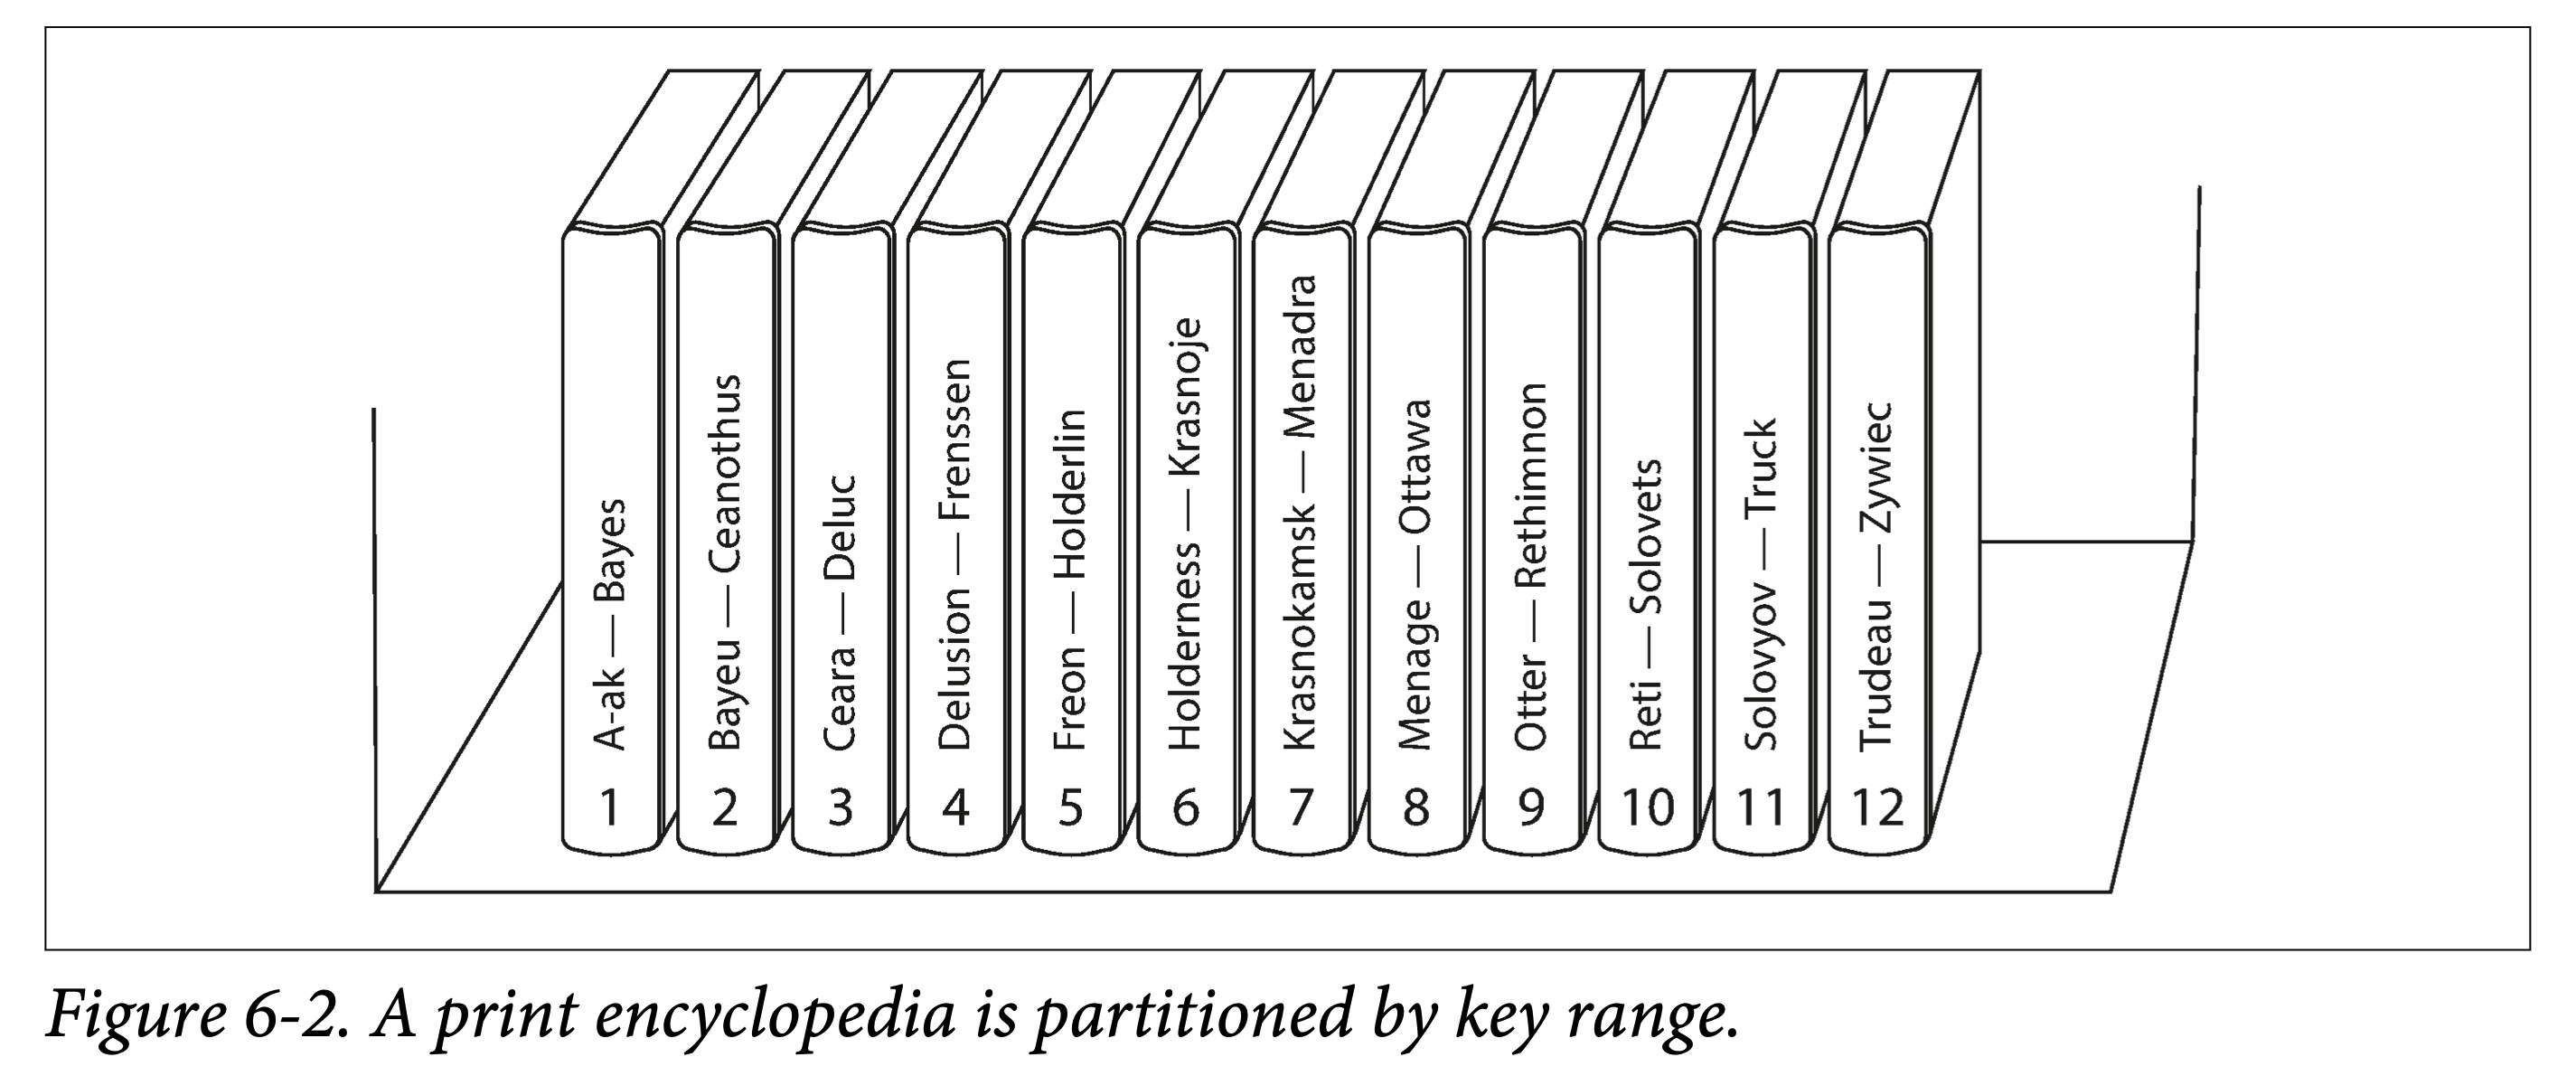 A-ak — Bayes
1
Bayeu — Ceanothus
2
Ceara — Deluc
3
Delusion — Frenssen
4
Freon — Holderlin
5
Holderness — Krasnoje
6
Krasnokamsk — Menadra
7
Menage — Ottawa
8
Otter — Rethimnon
9
Reti — Solovets
10
Solovyov — Truck
11
Trudeau — Zywiec
12
Figure 6-2. A print encyclopedia is partitioned by key range.